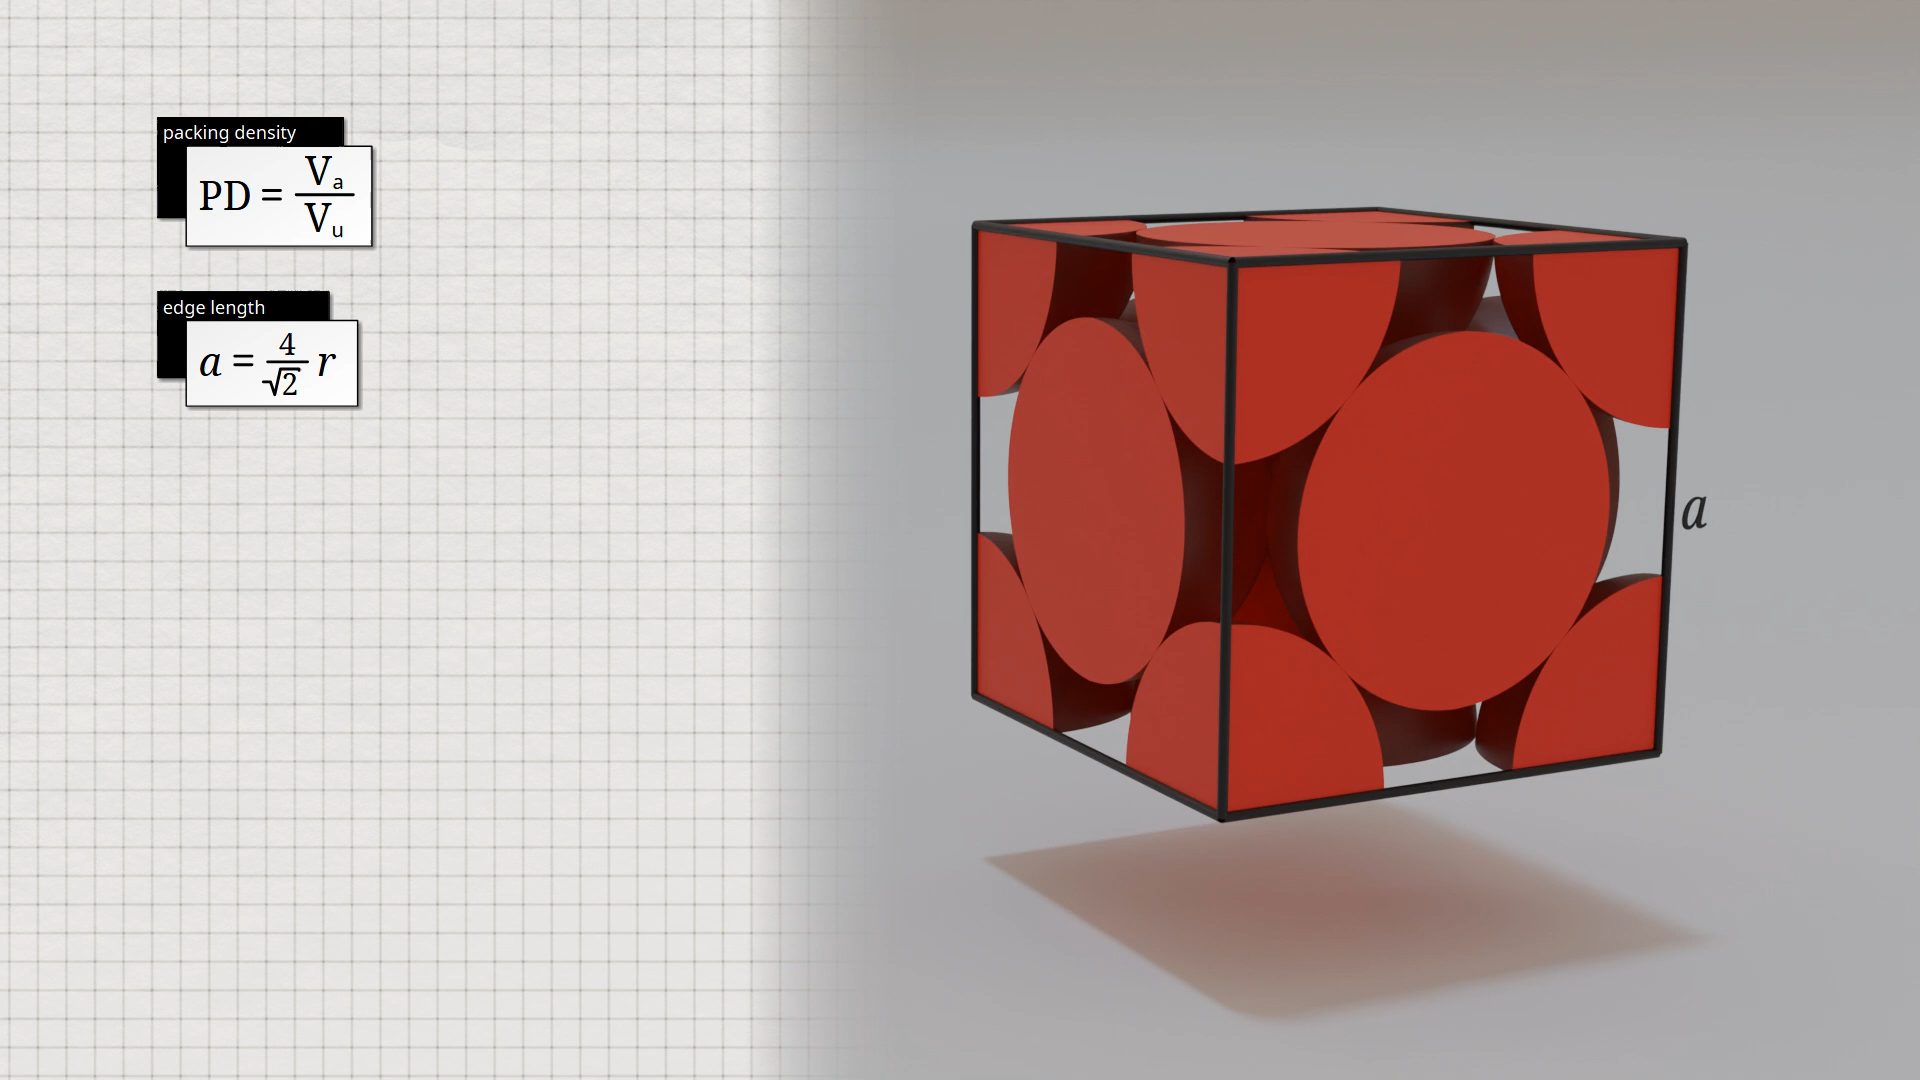 packing density
PD = Va / Vu
edge length
a = 4 / √2 r
a